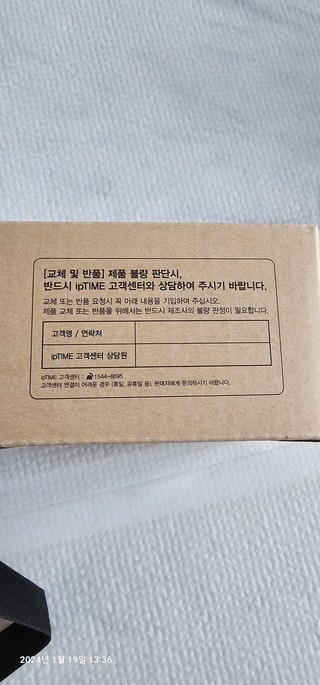 [교체 및 반품] 제품 불량 판단시,
반드시 ipTIME 고객센터와 상담하여 주시기 바랍니다.
교체 또는 반품 요청시 꼭 아래 내용을 기입하여 주십시오.
제품 교체 또는 반품을 위해서는 반드시 제조사의 불량 판정이 필요합니다.
고객명 / 연락처
ipTIME 고객센터 상담원
ipTIME 고객센터 : ☎1544-8695
고객센터 연결이 어려운 경우 (휴일, 공휴일 등), 판매자에게 문의하시기 바랍니다.
2024년 1월 19일 13:36